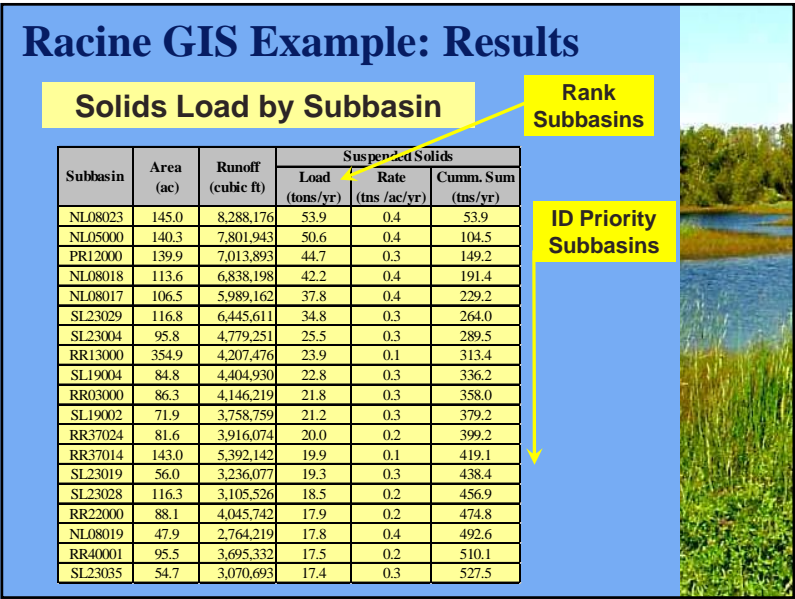 Racine GIS Example: Results
Solids Load by Subbasin
Rank
Subbasins
Subbasin Area (ac) Runoff (cubic ft) Suspended Solids
Load (tons/yr) Rate (tns /ac/yr) Cumm. Sum (tns/yr)
NL08023 145.0 8,288,176 53.9 0.4 53.9
NL05000 140.3 7,801,943 50.6 0.4 104.5
PR12000 139.9 7,013,893 44.7 0.3 149.2
NL08018 113.6 6,838,198 42.2 0.4 191.4
NL08017 106.5 5,989,162 37.8 0.4 229.2
SL23029 116.8 6,445,611 34.8 0.3 264.0
SL23004 95.8 4,779,251 25.5 0.3 289.5
RR13000 354.9 4,207,476 23.9 0.1 313.4
SL19004 84.8 4,404,930 22.8 0.3 336.2
RR03000 86.3 4,146,219 21.8 0.3 358.0
SL19002 71.9 3,758,759 21.2 0.3 379.2
RR37024 81.6 3,916,074 20.0 0.2 399.2
RR37014 143.0 5,392,142 19.9 0.1 419.1
SL23019 56.0 3,236,077 19.3 0.3 438.4
SL23028 116.3 3,105,526 18.5 0.2 456.9
RR22000 88.1 4,045,742 17.9 0.2 474.8
NL08019 47.9 2,764,219 17.8 0.4 492.6
RR40001 95.5 3,695,332 17.5 0.2 510.1
SL23035 54.7 3,070,693 17.4 0.3 527.5
ID Priority
Subbasins